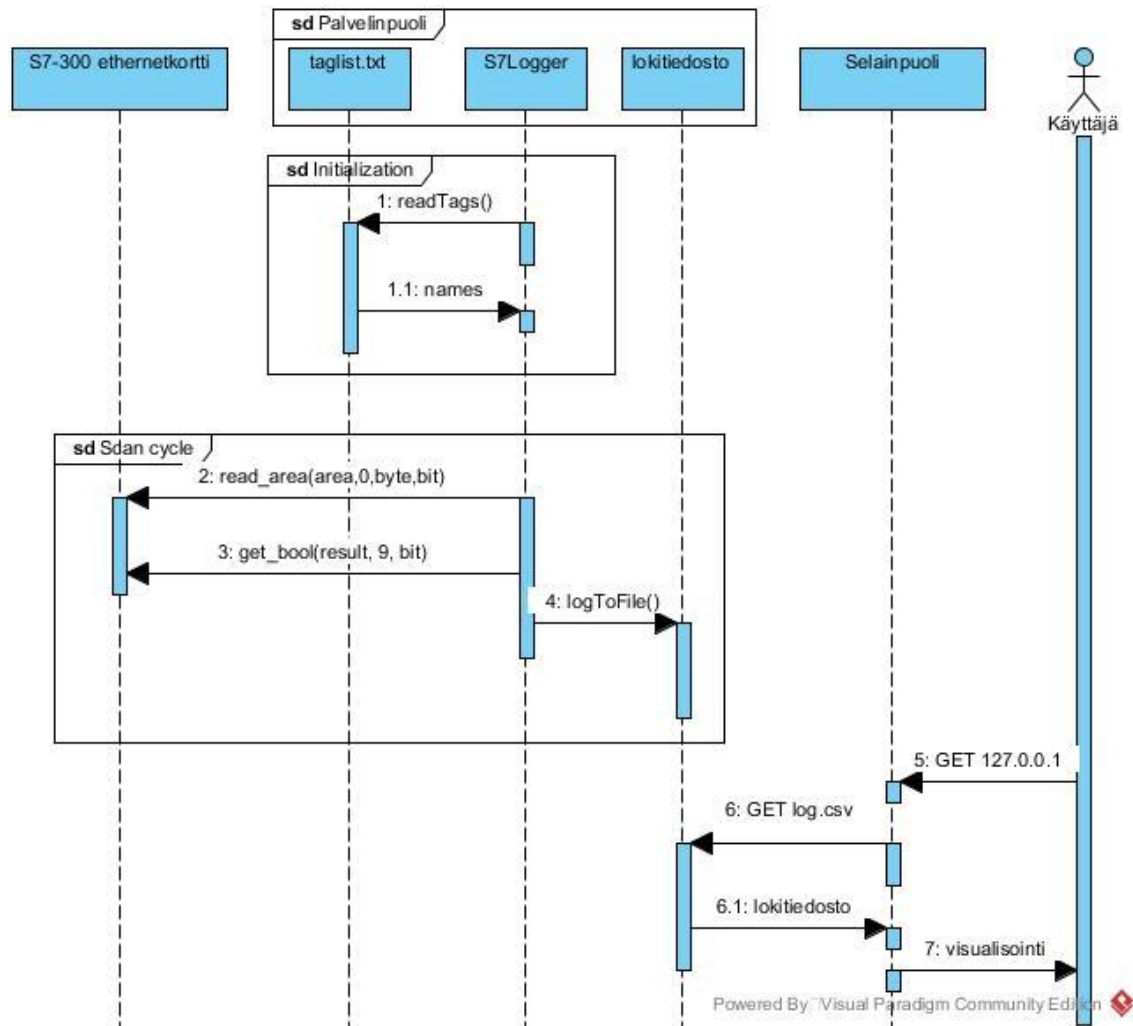 sd Palvelinpuoli
S7-300 ethernetkortti
taglist.txt
S7Logger
lokitiedosto
Selainpuoli
Käyttäjä
sd Initialization
1: readTags()
1.1: names
sd Scan cycle
2: read_area(area,0,byte,bit)
3: get_bool(result, 9, bit)
4: logToFile()
5: GET 127.0.0.1
6: GET log.csv
6.1: lokitiedosto
7: visualisointi
Powered By Visual Paradigm Community Edition